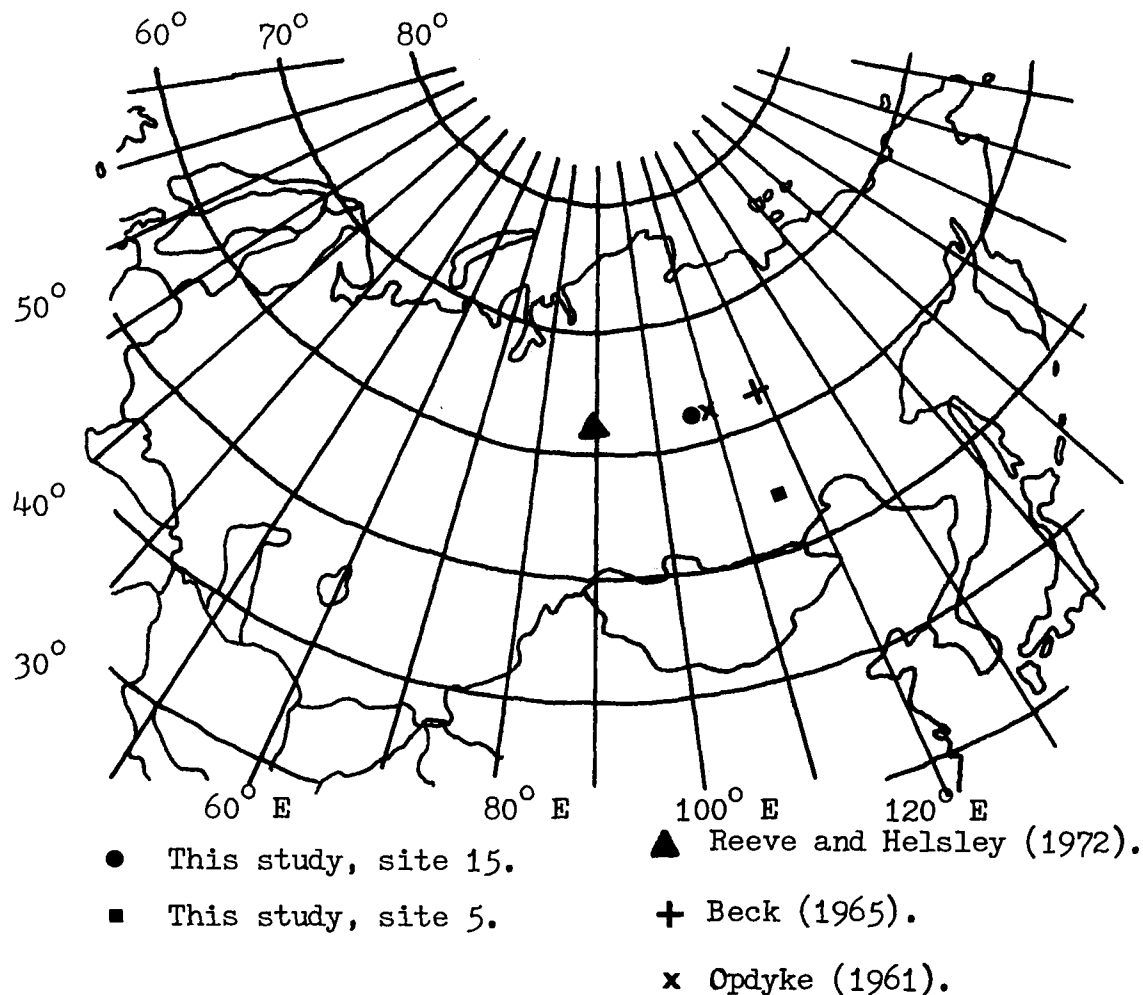 60° 70° 80°
50°
40°
30°
60° E 80° E 100° E 120° E
● This study, site 15.
■ This study, site 5.
▲ Reeve and Helsley (1972).
+ Beck (1965).
x Opdyke (1961).